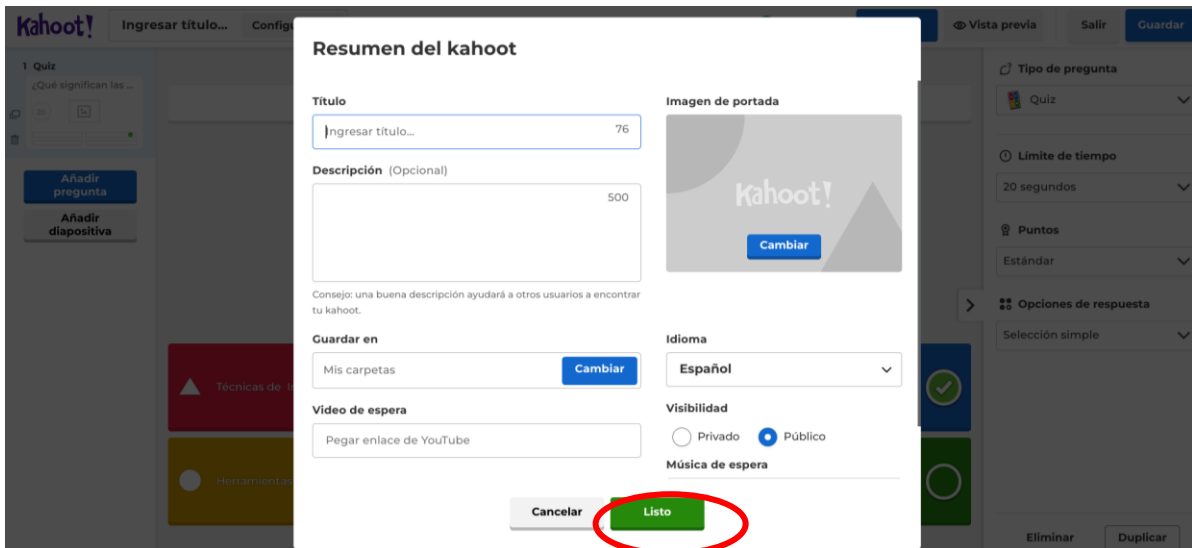 Kahoot!
Ingresar título...
Vista previa
Salir
Guardar
1 Quiz
¿Qué significan las ...
20
Añadir
pregunta
Añadir
diapositiva
Resumen del kahoot
Título
Ingresar título...
76
Descripción (Opcional)
500
Consejo: una buena descripción ayudará a otros usuarios a encontrar
tu kahoot.
Guardar en
Mis carpetas
Cambiar
Video de espera
Pegar enlace de YouTube
Imagen de portada
Kahoot!
Cambiar
Idioma
Español
Visibilidad
Privado
Público
Música de espera
Cancelar
Listo
Técnicas de
Herramientas
Tipo de pregunta
Quiz
Límite de tiempo
20 segundos
Puntos
Estándar
Opciones de respuesta
Selección simple
Eliminar
Duplicar